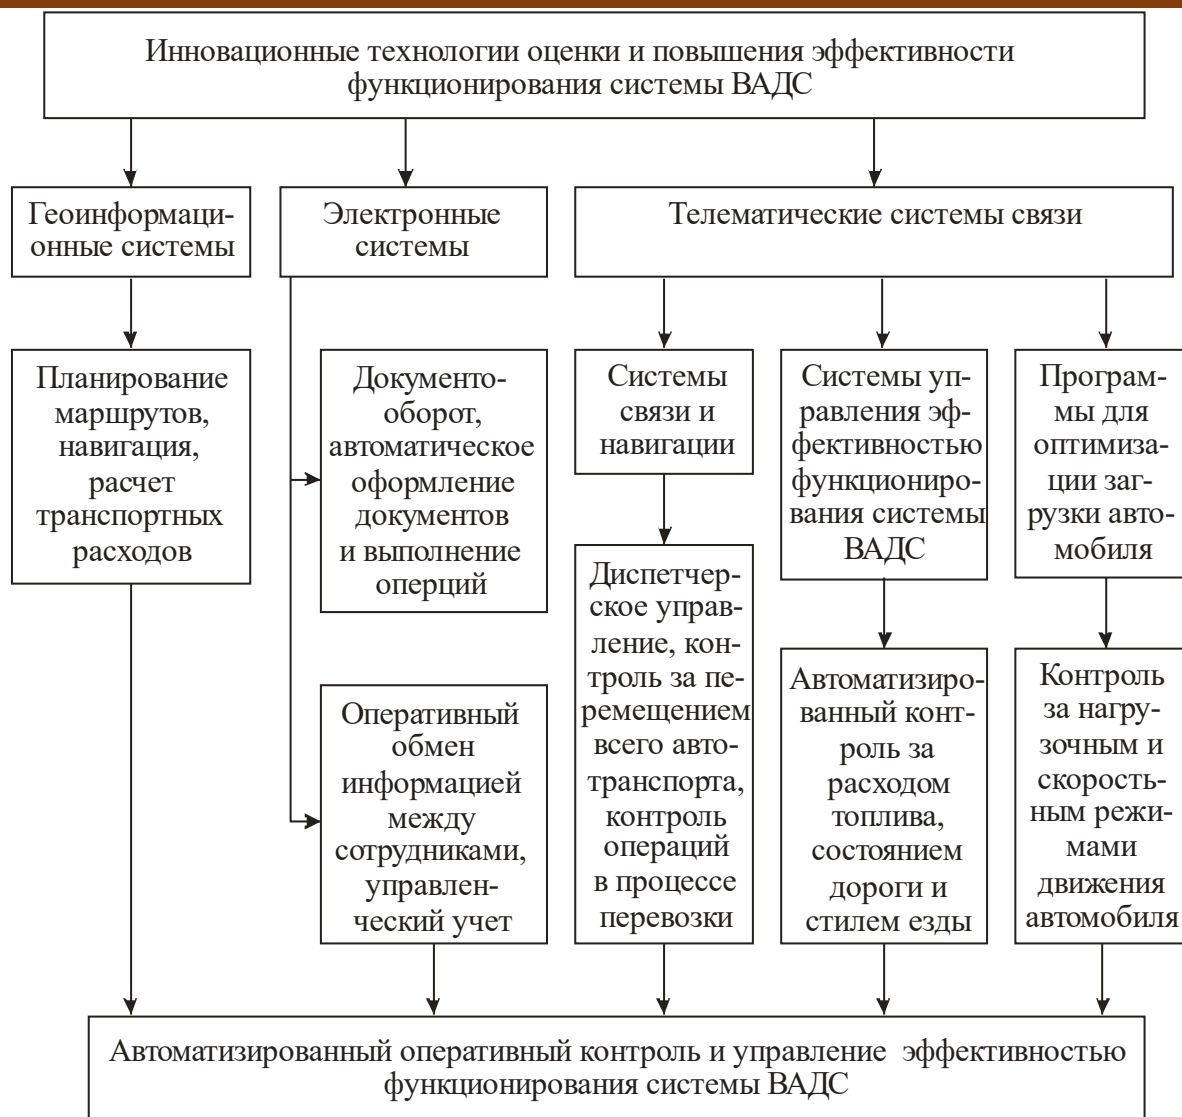 Инновационные технологии оценки и повышения эффективности
функционирования системы ВАДС
Геоинформаци-
онные системы
Электронные
системы
Телематические системы связи
Планирование
маршрутов,
навигация,
расчет
транспортных
расходов
Документо-
оборот,
автоматическое
оформление
документов
и выполнение
оперций
Оперативный
обмен
информацией
между
сотрудниками,
управлен-
ческий учет
Системы
связи и
навигации
Диспетчер-
ское управ-
ление, кон-
троль за пе-
ремещением
всего авто-
транспорта,
контроль
операций
в процессе
перевозки
Системы уп-
равления эф-
фективностью
функциониро-
вания системы
ВАДС
Автоматизиро-
ванный конт-
роль за
расходом
топлива,
состоянием
дороги и
стилем езды
Програм-
мы для
оптимиза-
ции заг-
рузки авто-
мобиля
Контроль
за нагру-
зочным и
скорость-
ным режи-
мами
движения
автомобиля
Автоматизированный оперативный контроль и управление эффективностью
функционирования системы ВАДС